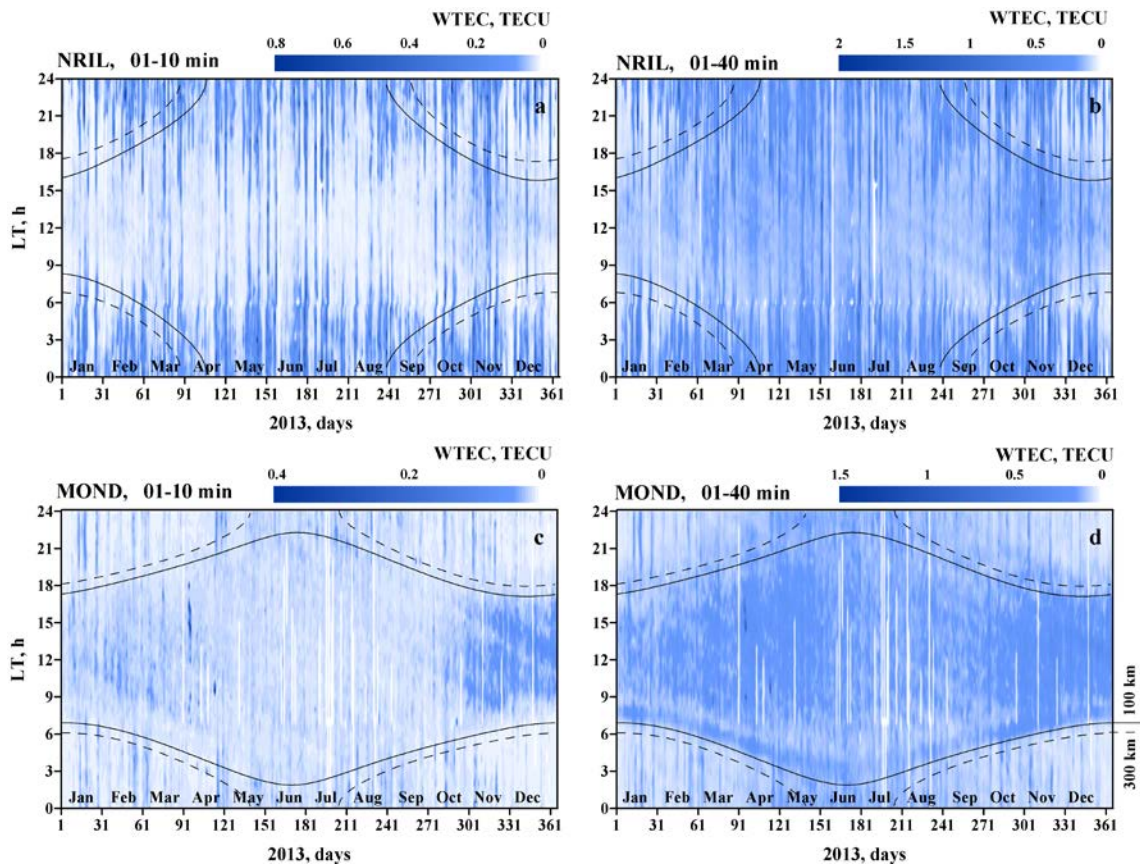 WTEC, TECU WTEC, TECU
NRIL, 01-10 min 0.8 0.6 0.4 0.2 0 NRIL, 01-40 min 2 1.5 1 0.5 0
24 a 24 b
21 21
18 18
15 15
LT, h
12 12
9 9
6 6
3 3
Jan Feb Mar Apr May Jun Jul Aug Sep Oct Nov Dec Jan Feb Mar Apr May Jun Jul Aug Sep Oct Nov Dec
0 0
1 31 61 91 121 151 181 211 241 271 301 331 361 1 31 61 91 121 151 181 211 241 271 301 331 361
2013, days 2013, days
WTEC, TECU WTEC, TECU
MOND, 01-10 min 0.4 0.2 0 MOND, 01-40 min 1.5 1 0.5 0
24 c 24 d
21 21
18 18
15 15
LT, h
12 12
9 9
100 km
6 6
300 km
3 3
Jan Feb Mar Apr May Jun Jul Aug Sep Oct Nov Dec Jan Feb Mar Apr May Jun Jul Aug Sep Oct Nov Dec
0 0
1 31 61 91 121 151 181 211 241 271 301 331 361 1 31 61 91 121 151 181 211 241 271 301 331 361
2013, days 2013, days